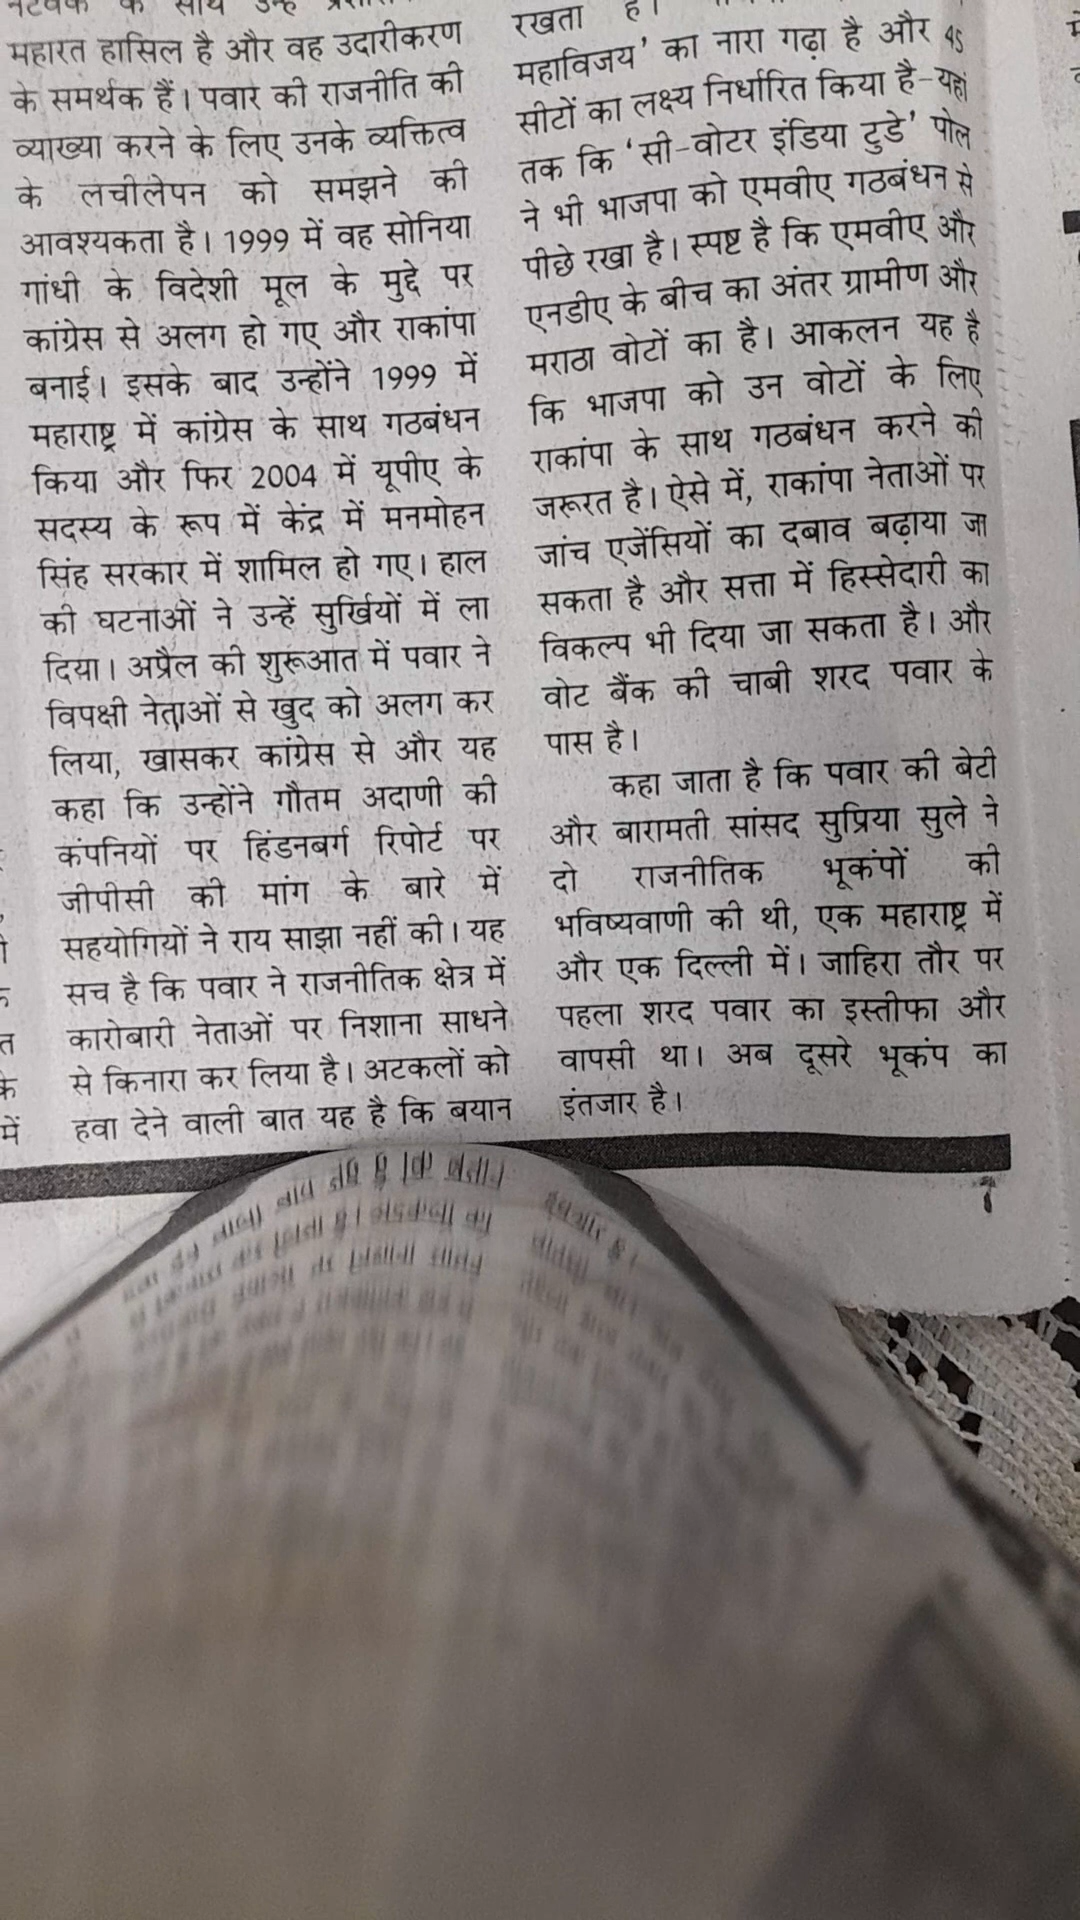 के साथ उन्हें
महारत हासिल है और वह उदारीकरण
के समर्थक हैं। पवार की राजनीति की
व्याख्या करने के लिए उनके व्यक्तित्व
के लचीलेपन को समझने की
आवश्यकता है। 1999 में वह सोनिया
गांधी के विदेशी मूल के मुद्दे पर
कांग्रेस से अलग हो गए और राकांपा
बनाई। इसके बाद उन्होंने 1999 में
महाराष्ट्र में कांग्रेस के साथ गठबंधन
किया और फिर 2004 में यूपीए के
सदस्य के रूप में केंद्र में मनमोहन
सिंह सरकार में शामिल हो गए। हाल
की घटनाओं ने उन्हें सुर्खियों में ला
दिया। अप्रैल की शुरूआत में पवार ने
विपक्षी नेताओं से खुद को अलग कर
लिया, खासकर कांग्रेस से और यह
कहा कि उन्होंने गौतम अदाणी की
कंपनियों पर हिंडनबर्ग रिपोर्ट पर
जीपीसी की मांग के बारे में
सहयोगियों ने राय साझा नहीं की। यह
सच है कि पवार ने राजनीतिक क्षेत्र में
कारोबारी नेताओं पर निशाना साधने
से किनारा कर लिया है। अटकलों को
हवा देने वाली बात यह है कि बयान
रखता है।
महाविजय' का नारा गढ़ा है और 45
सीटों का लक्ष्य निर्धारित किया है-यहां
तक कि 'सी-वोटर इंडिया टुडे' पोल
ने भी भाजपा को एमवीए गठबंधन से
पीछे रखा है। स्पष्ट है कि एमवीए और
एनडीए के बीच का अंतर ग्रामीण और
मराठा वोटों का है। आकलन यह है
कि भाजपा को उन वोटों के लिए
राकांपा के साथ गठबंधन करने की
जरूरत है। ऐसे में, राकांपा नेताओं पर
जांच एजेंसियों का दबाव बढ़ाया जा
सकता है और सत्ता में हिस्सेदारी का
विकल्प भी दिया जा सकता है। और
वोट बैंक की चाबी शरद पवार के
पास है।
कहा जाता है कि पवार की बेटी
और बारामती सांसद सुप्रिया सुले ने
दो राजनीतिक भूकंपों की
भविष्यवाणी की थी, एक महाराष्ट्र में
और एक दिल्ली में। जाहिरा तौर पर
पहला शरद पवार का इस्तीफा और
वापसी था। अब दूसरे भूकंप का
इंतजार है।